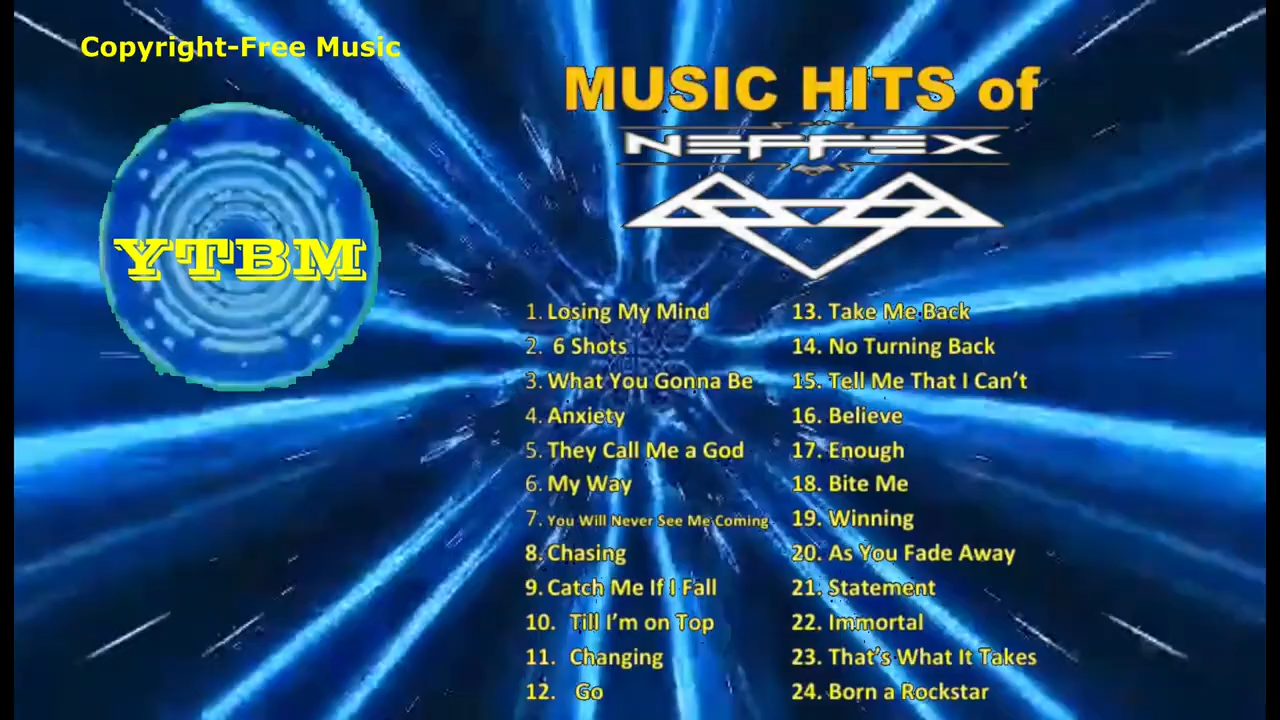 Copyright-Free Music
MUSIC HITS of
NEFFEX
YTBM
1. Losing My Mind
2. 6 Shots
3. What You Gonna Be
4. Anxiety
5. They Call Me a God
6. My Way
7. You Will Never See Me Coming
8. Chasing
9. Catch Me If I Fall
10. Till I'm on Top
11. Changing
12. Go
13. Take Me Back
14. No Turning Back
15. Tell Me That I Can't
16. Believe
17. Enough
18. Bite Me
19. Winning
20. As You Fade Away
21. Statement
22. Immortal
23. That's What It Takes
24. Born a Rockstar